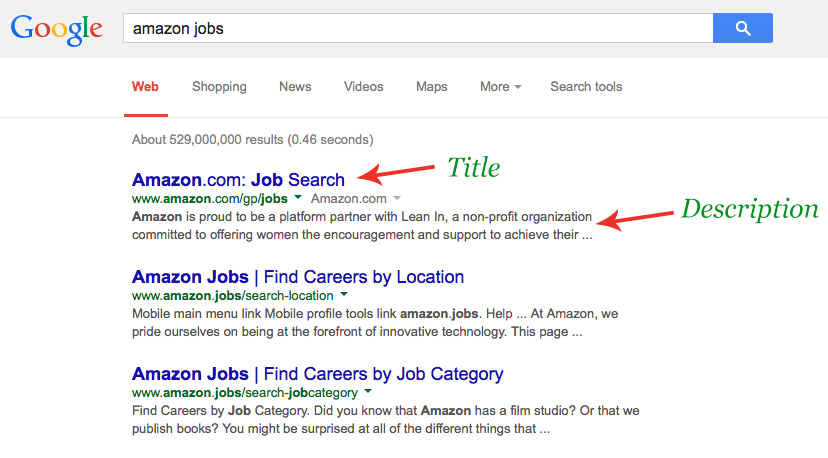 Google
amazon jobs
Web Shopping News Videos Maps More Search tools
About 529,000,000 results (0.46 seconds)
Amazon.com: Job Search
Title
www.amazon.com/gp/jobs Amazon.com
Amazon is proud to be a platform partner with Lean In, a non-profit organization
Description
committed to offering women the encouragement and support to achieve their ...
Amazon Jobs | Find Careers by Location
www.amazon.jobs/search-location
Mobile main menu link Mobile profile tools link amazon.jobs. Help ... At Amazon, we
pride ourselves on being at the forefront of innovative technology. This page ...
Amazon Jobs | Find Careers by Job Category
www.amazon.jobs/search-jobcategory
Find Careers by Job Category. Did you know that Amazon has a film studio? Or that we
publish books? You might be surprised at all of the different things that ...